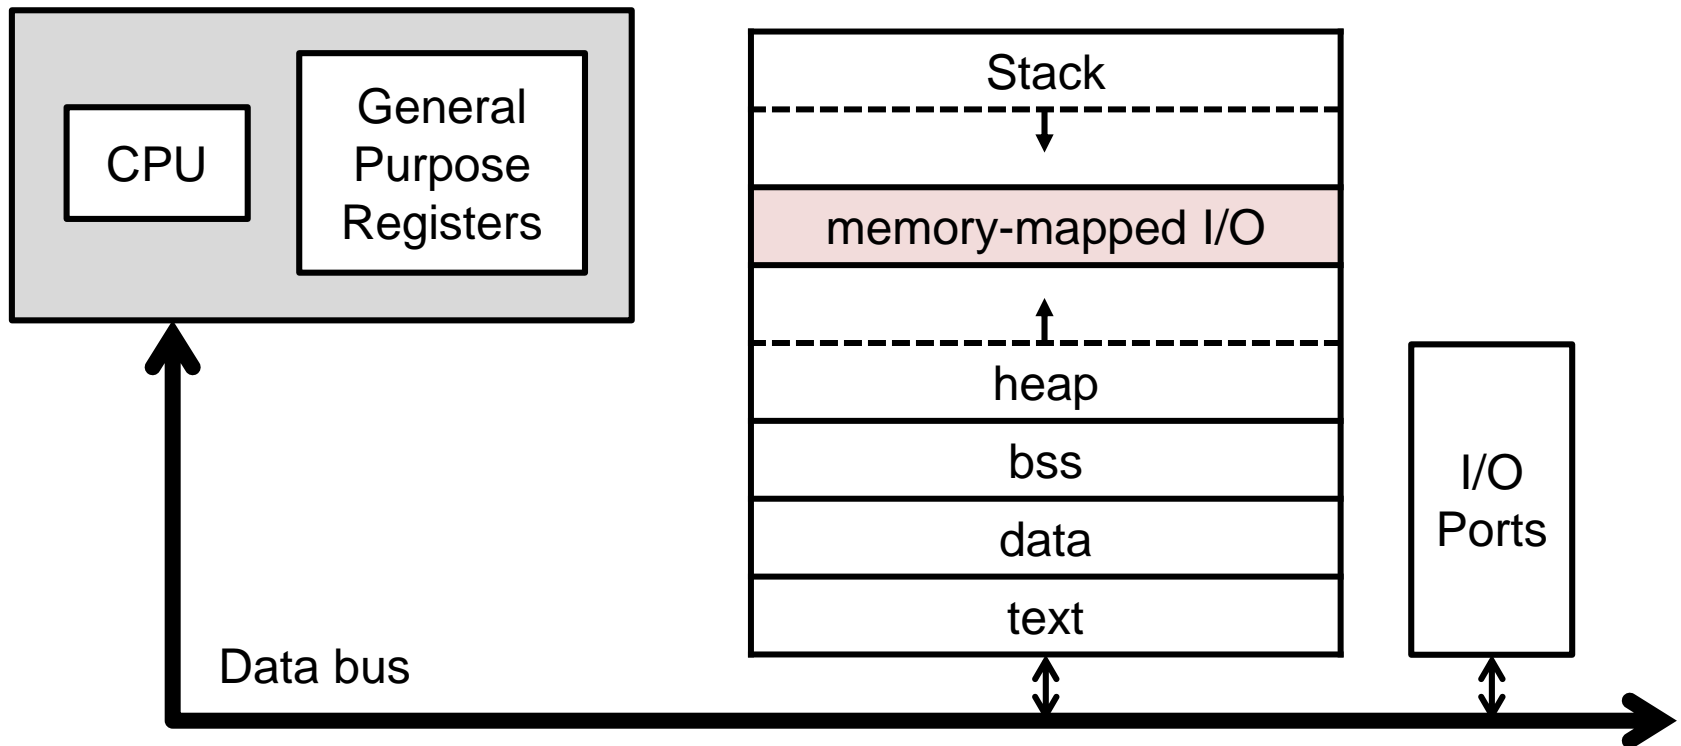 CPU
General
Purpose
Registers
Stack
memory-mapped I/O
heap
bss
data
text
I/O
Ports
Data bus